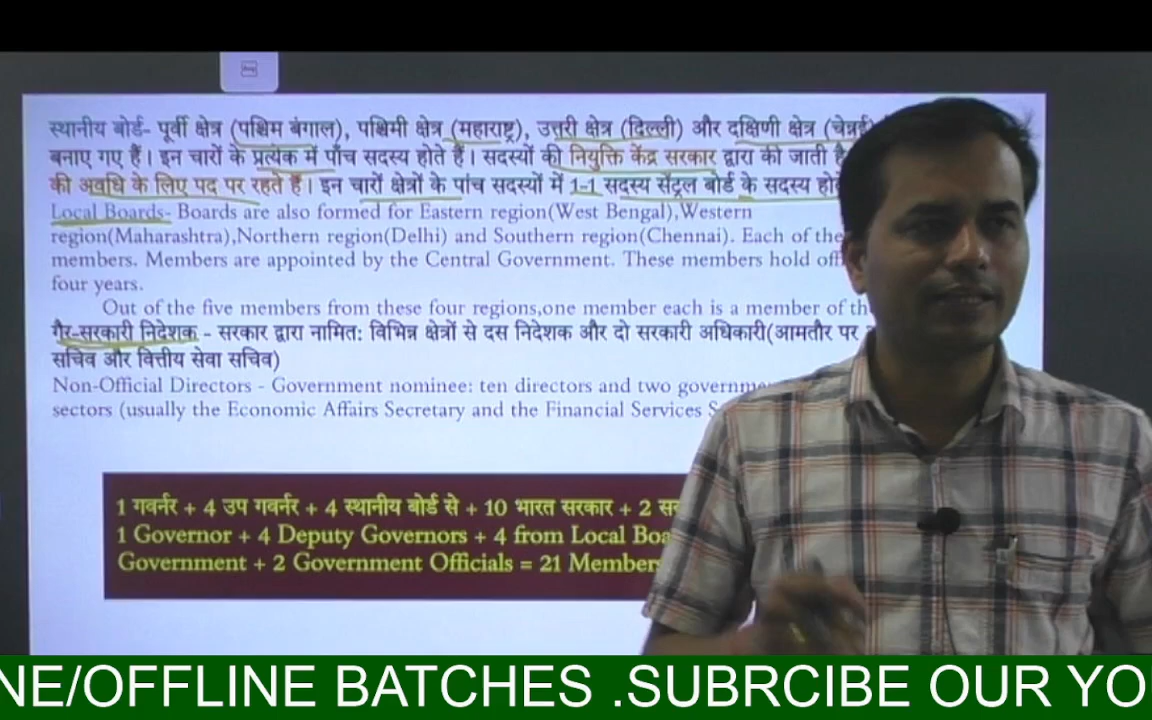 स्थानीय बोर्ड- पूर्वी क्षेत्र (पश्चिम बंगाल), पश्चिमी क्षेत्र (महाराष्ट्र), उत्तरी क्षेत्र (दिल्ली) और दक्षिणी क्षेत्र (चेन्नई)
बनाए गए हैं। इन चारों के प्रत्येक में पाँच सदस्य होते हैं। सदस्यों की नियुक्ति केंद्र सरकार द्वारा की जाती
की अवधि के लिए पद पर रहते हैं। इन चारों क्षेत्रों के पांच सदस्यों में 1-1 सदस्य सेंट्रल बोर्ड के सदस्य
Local Boards- Boards are also formed for Eastern region(West Bengal),Western
region(Maharashtra),Northern region(Delhi) and Southern region(Chennai). Each of the
members. Members are appointed by the Central Government. These members hold
four years.
Out of the five members from these four regions,one member each is a member of
गैर-सरकारी निदेशक - सरकार द्वारा नामित: विभिन्न क्षेत्रों से दस निदेशक और दो सरकारी अधिकारी(आमतौर पर
सचिव और वित्तीय सेवा सचिव)
Non-Official Directors - Government nominee: ten directors and two
sectors (usually the Economic Affairs Secretary and the Financial Services
1 गवर्नर + 4 उप गवर्नर + 4 स्थानीय बोर्ड से + 10 भारत सरकार + 2
1 Governor + 4 Deputy Governors + 4 from Local
Government + 2 Government Officials = 21
NE/OFFLINE BATCHES .SUBRCIBE OUR YO